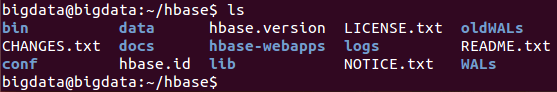 bigdata@bigdata:~/hbase$ ls
bin data hbase.version LICENSE.txt oldWALs
CHANGES.txt docs hbase-webapps logs README.txt
conf hbase.id lib NOTICE.txt WALs
bigdata@bigdata:~/hbase$